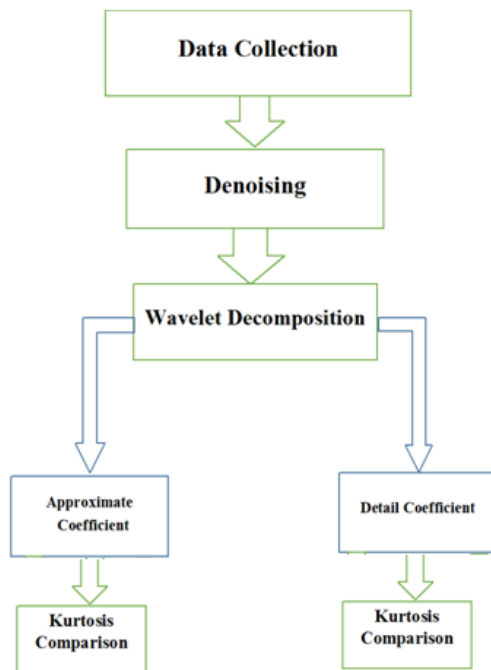 Data Collection
Denoising
Wavelet Decomposition
Approximate
Coefficient
Detail Coefficient
Kurtosis
Comparison
Kurtosis
Comparison